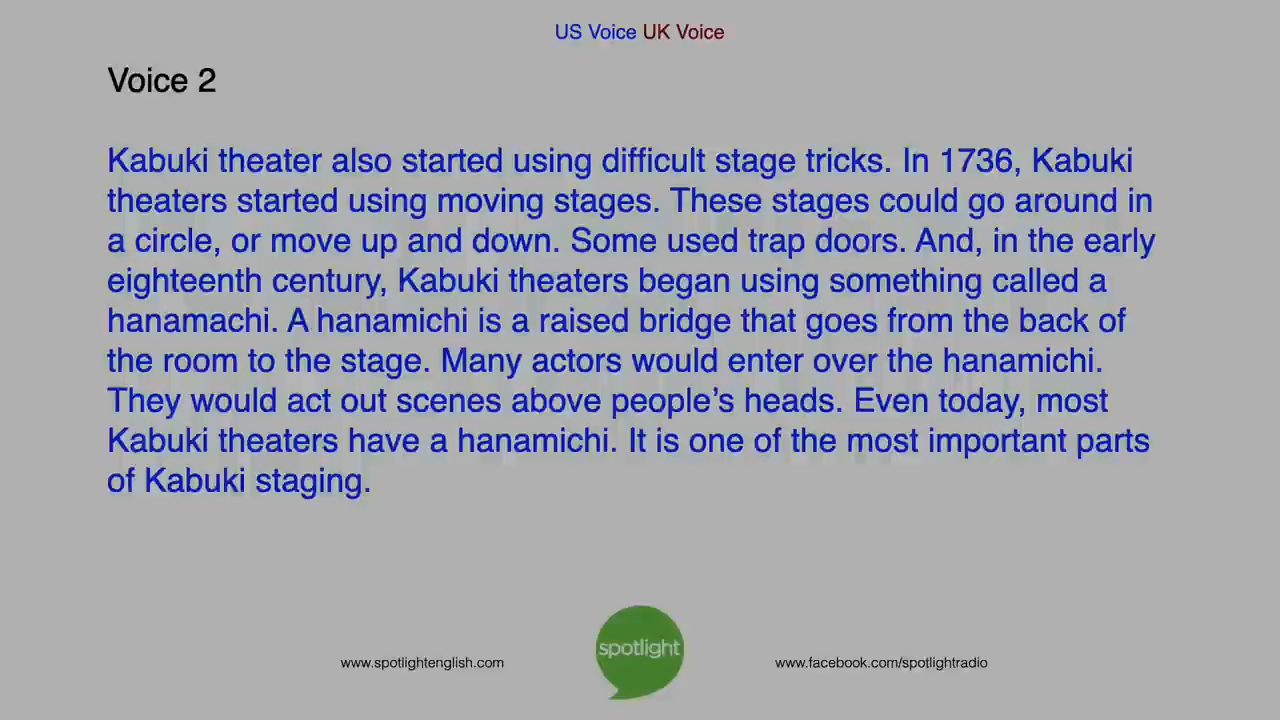 US Voice UK Voice
Voice 2
Kabuki theater also started using difficult stage tricks. In 1736, Kabuki
theaters started using moving stages. These stages could go around in
a circle, or move up and down. Some used trap doors. And, in the early
eighteenth century, Kabuki theaters began using something called a
hanamachi. A hanamichi is a raised bridge that goes from the back of
the room to the stage. Many actors would enter over the hanamichi.
They would act out scenes above people’s heads. Even today, most
Kabuki theaters have a hanamichi. It is one of the most important parts
of Kabuki staging.
www.spotlightenglish.com
spotlight
www.facebook.com/spotlightradio